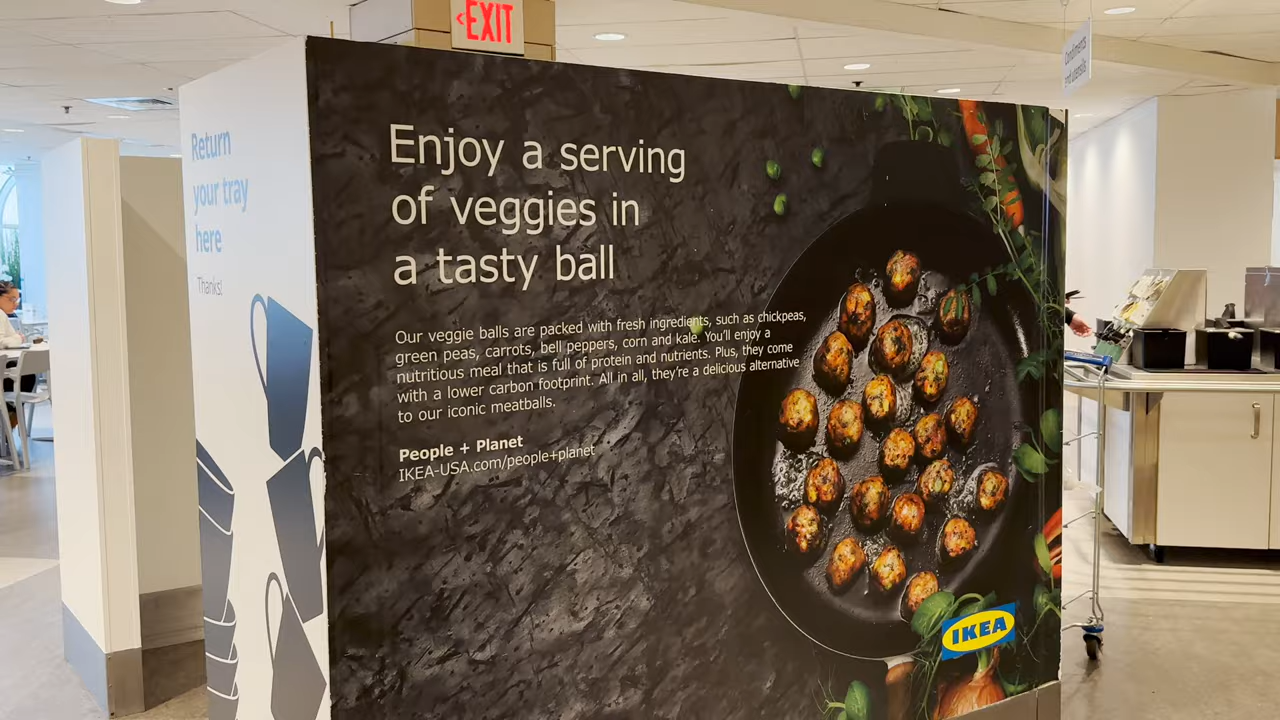 <EXIT
Condiments
and utensils
Return
your tray
here
Thanks!
Enjoy a serving
of veggies in
a tasty ball
Our veggie balls are packed with fresh ingredients, such as chickpeas,
green peas, carrots, bell peppers, corn and kale. You'll enjoy a
nutritious meal that is full of protein and nutrients. Plus, they come
with a lower carbon footprint. All in all, they're a delicious alternative
to our iconic meatballs.
People + Planet
IKEA-USA.com/people+planet
IKEA